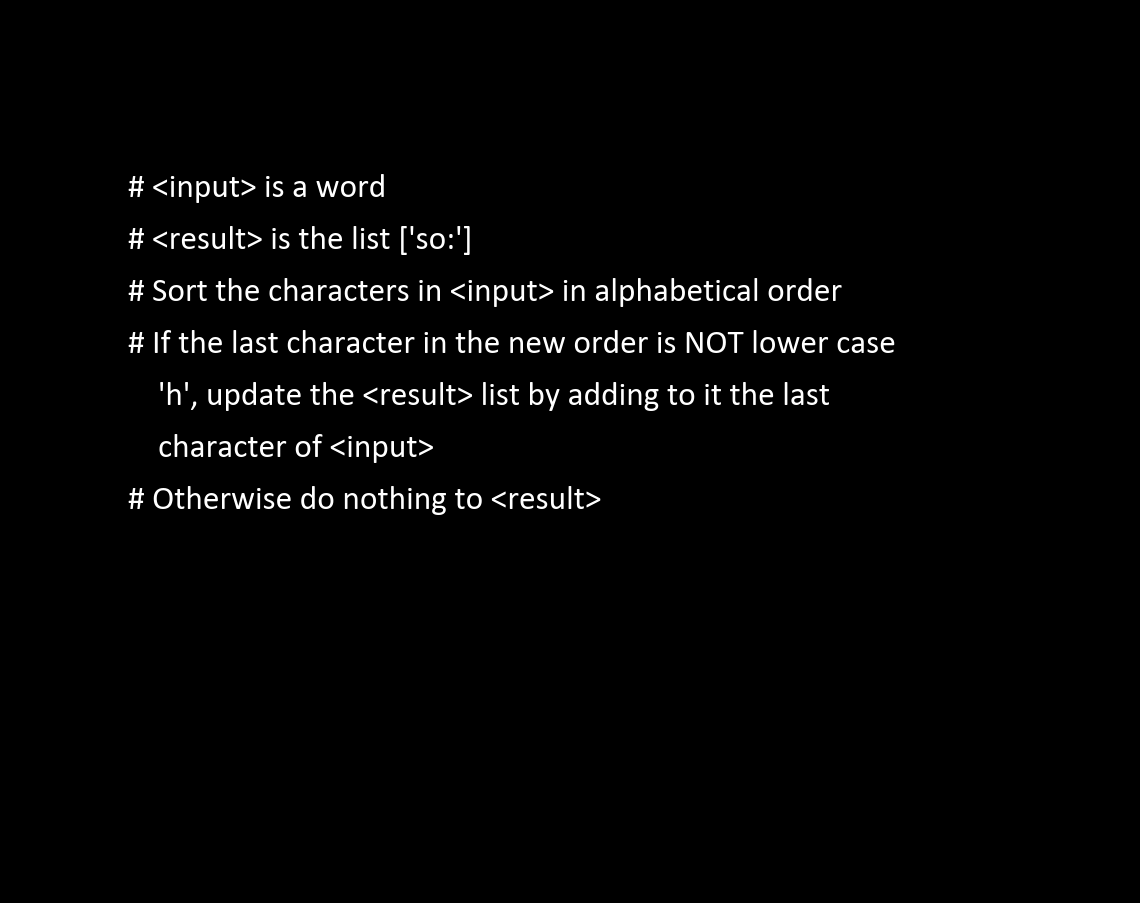 # <input> is a word
# <result> is the list ['so:']
# Sort the characters in <input> in alphabetical order
# If the last character in the new order is NOT lower case
'h', update the <result> list by adding to it the last
character of <input>
# Otherwise do nothing to <result>